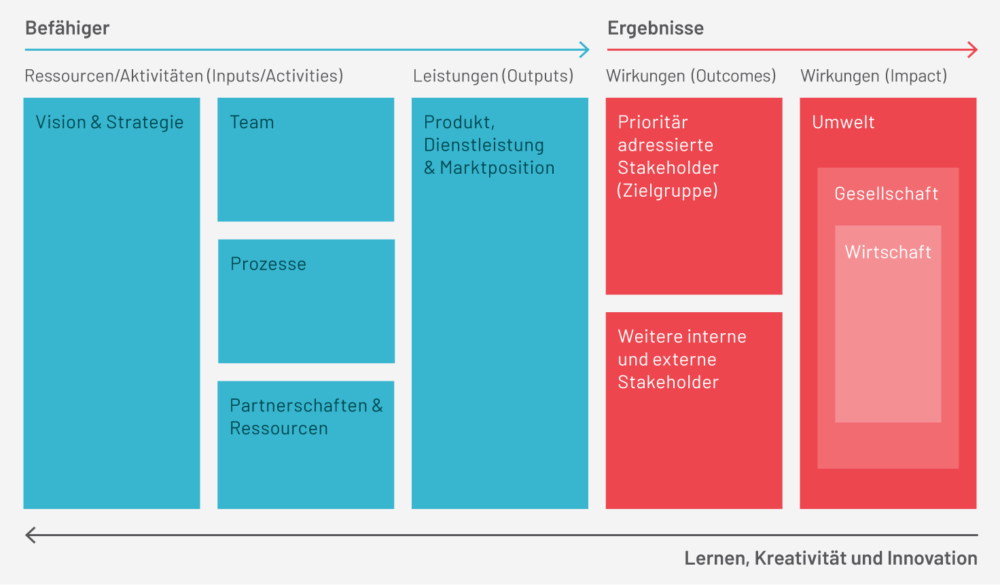 Befähiger
Ergebnisse
Ressourcen/Aktivitäten (Inputs/Activities)
Leistungen (Outputs)
Wirkungen (Outcomes)
Wirkungen (Impact)
Vision & Strategie
Team
Prozesse
Partnerschaften &
Ressourcen
Produkt,
Dienstleistung
& Marktposition
Prioritär
adressierte
Stakeholder
(Zielgruppe)
Weitere interne
und externe
Stakeholder
Umwelt
Gesellschaft
Wirtschaft
Lernen, Kreativität und Innovation